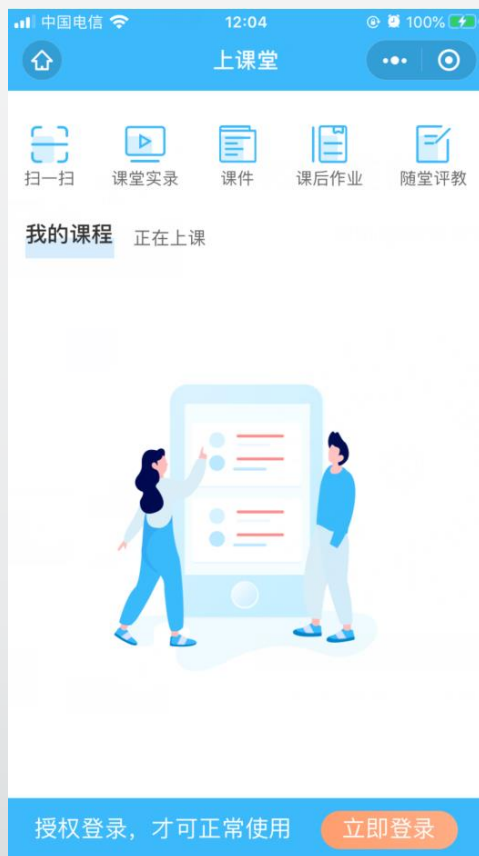 中国电信 12:04 100%
上课堂
扫一扫 课堂实录 课件 课后作业 随堂评教
我的课程 正在上课
授权登录，才可正常使用 立即登录